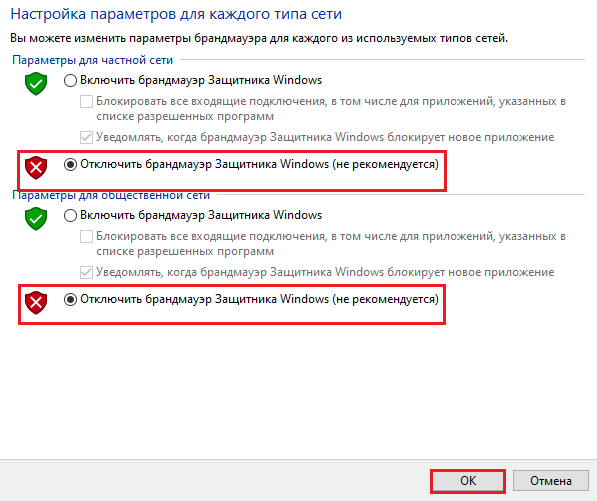 Настройка параметров для каждого типа сети
Вы можете изменить параметры брандмауэра для каждого из используемых типов сетей.
Параметры для частной сети
Включить брандмауэр Защитника Windows
Блокировать все входящие подключения, в том числе для приложений, указанных в
списке разрешенных программ
Уведомлять, когда брандмауэр Защитника Windows блокирует новое приложение
Отключить брандмауэр Защитника Windows (не рекомендуется)
Параметры для общественной сети
Включить брандмауэр Защитника Windows
Блокировать все входящие подключения, в том числе для приложений, указанных в
списке разрешенных программ
Уведомлять, когда брандмауэр Защитника Windows блокирует новое приложение
Отключить брандмауэр Защитника Windows (не рекомендуется)
ОК
Отмена